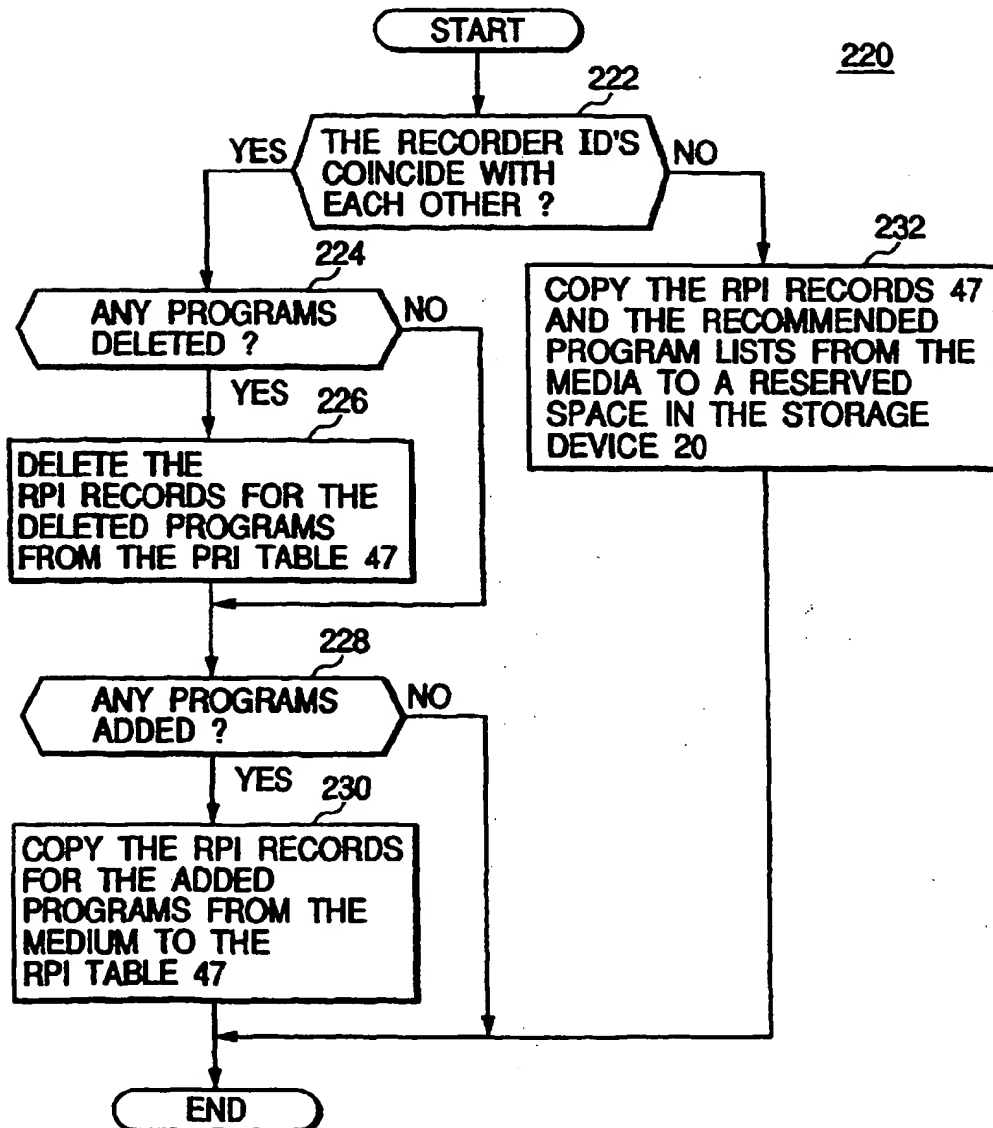 START
220
222
THE RECORDER ID'S
COINCIDE WITH
EACH OTHER ?
YES
NO
224
ANY PROGRAMS
DELETED ?
NO
YES
226
DELETE THE
RPI RECORDS FOR THE
DELETED PROGRAMS
FROM THE PRI TABLE 47
228
ANY PROGRAMS
ADDED ?
NO
YES
230
COPY THE RPI RECORDS
FOR THE ADDED
PROGRAMS FROM THE
MEDIUM TO THE
RPI TABLE 47
232
COPY THE RPI RECORDS 47
AND THE RECOMMENDED
PROGRAM LISTS FROM THE
MEDIA TO A RESERVED
SPACE IN THE STORAGE
DEVICE 20
END